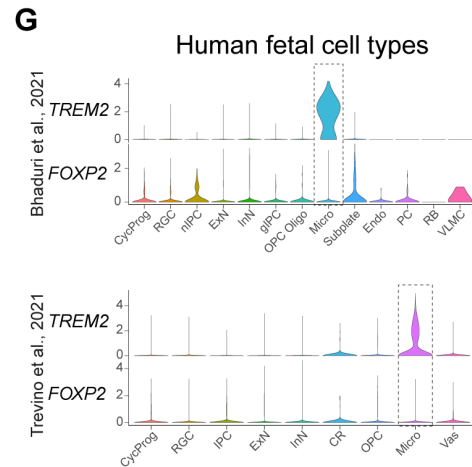 G
Human fetal cell types
Bhaduri et al., 2021
TREM2
4
2
0
FOXP2
2
0
CycProg
RGC
nIPC
ExN
InN
gIPC
OPC Oligo
Micro
Subplate
Endo
PC
RB
VLMC
Trevino et al., 2021
TREM2
4
2
0
FOXP2
4
2
0
CycProg
RGC
IPC
ExN
InN
CR
OPC
Micro
Vas